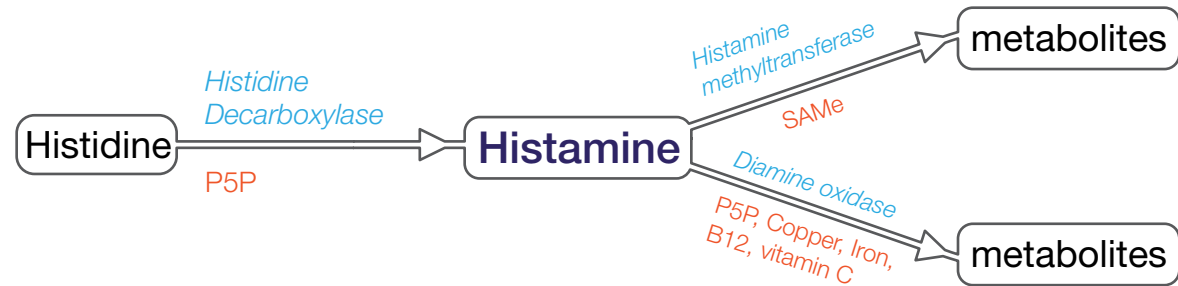 Histidine
Histidine
Decarboxylase
P5P
Histamine
Histamine
methyltransferase
SAMe
metabolites
Diamine oxidase
P5P, Copper, Iron,
B12, vitamin C
metabolites